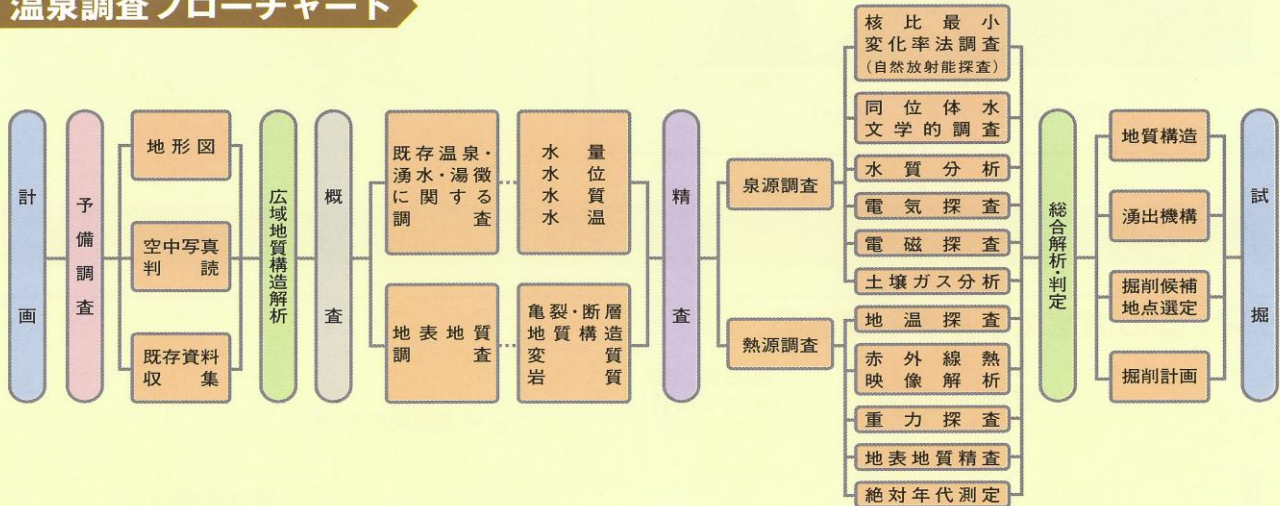 温泉調査フローチャート
計画
予備調査
地形図
空中写真
判読
既存資料
収集
広域地質構造解析
概査
既存温泉・
湧水・湯徴
に関する
調査
水量
水位
水質
水温
地表地質
調査
亀裂・断層
地質構造
変質
岩質
精査
泉源調査
熱源調査
核比最小
変化率法調査
(自然放射能探査)
同位体水
文学的調査
水質分析
電気探査
電磁探査
土壌ガス分析
地温探査
赤外線熱
映像解析
重力探査
地表地質精査
絶対年代測定
総合解析・判定
地質構造
湧出機構
掘削候補
地点選定
掘削計画
試掘